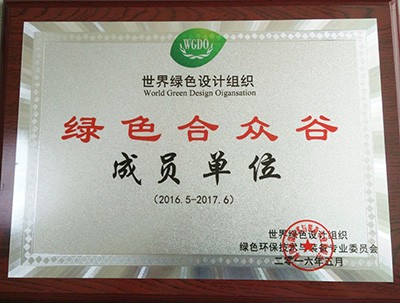 WGDO
世界绿色设计组织
World Green Design Oigansation
绿色合众谷
成员单位
(2016.5-2017.6)
世界绿色设计组织
绿色环保技术与装备专业委员会
二零一六年五月